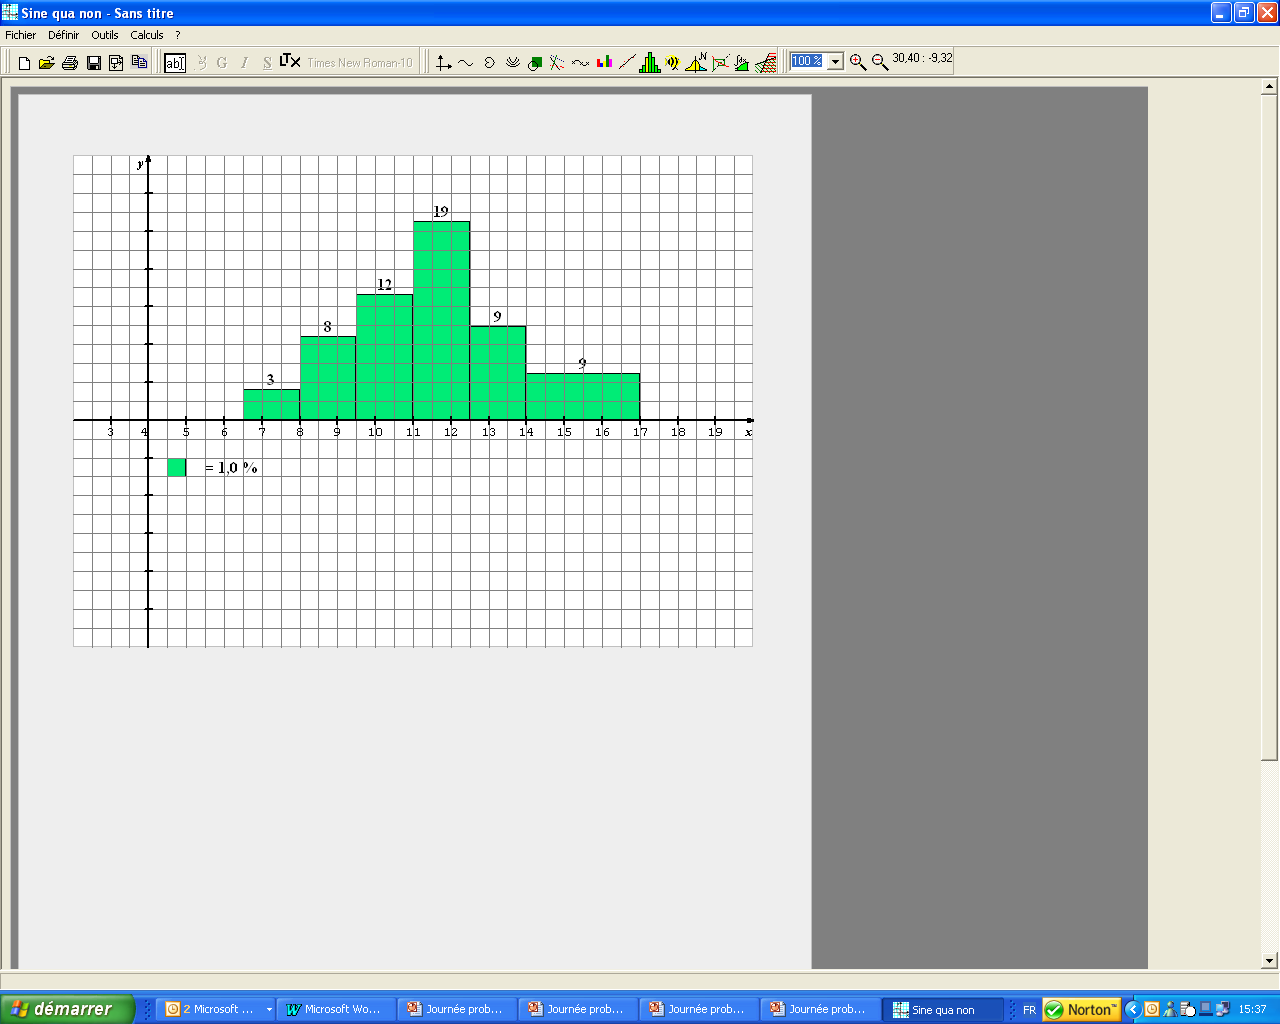 Sine qua non - Sans titre
Fichier Définir Outils Calculs ?
abI G I S LTX Times New Roman-10 N 100 % 30,40 : -9,32
y
19
12
9
8
9
3
3 4 5 6 7 8 9 10 11 12 13 14 15 16 17 18 19 x
= 1,0 %
démarrer 2 Microsoft ... Microsoft Wo... Journée prob... Journée prob... Journée prob... Journée prob... Sine qua non FR Norton™ 15:37